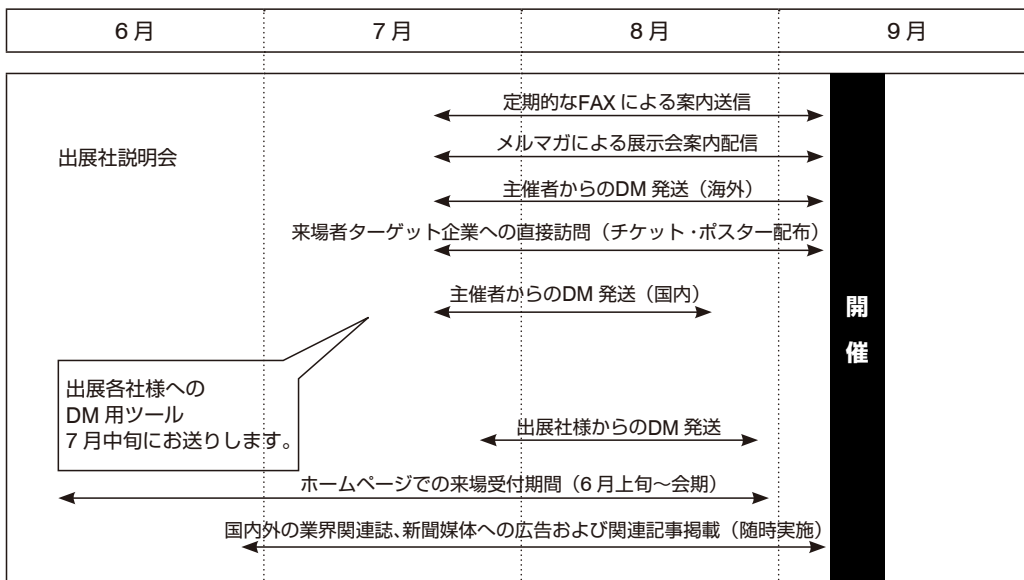 6月
7月
8月
9月
定期的なFAX による案内送信
メルマガによる展示会案内配信
出展社説明会
主催者からのDM 発送（海外）
来場者ターゲット企業への直接訪問（チケット・ポスター配布）
主催者からのDM 発送（国内）
開催
出展各社様への
DM 用ツール
7月中旬にお送りします。
出展社様からのDM 発送
ホームページでの来場受付期間（6月上旬～会期）
国内外の業界関連誌、新聞媒体への広告および関連記事掲載（随時実施）